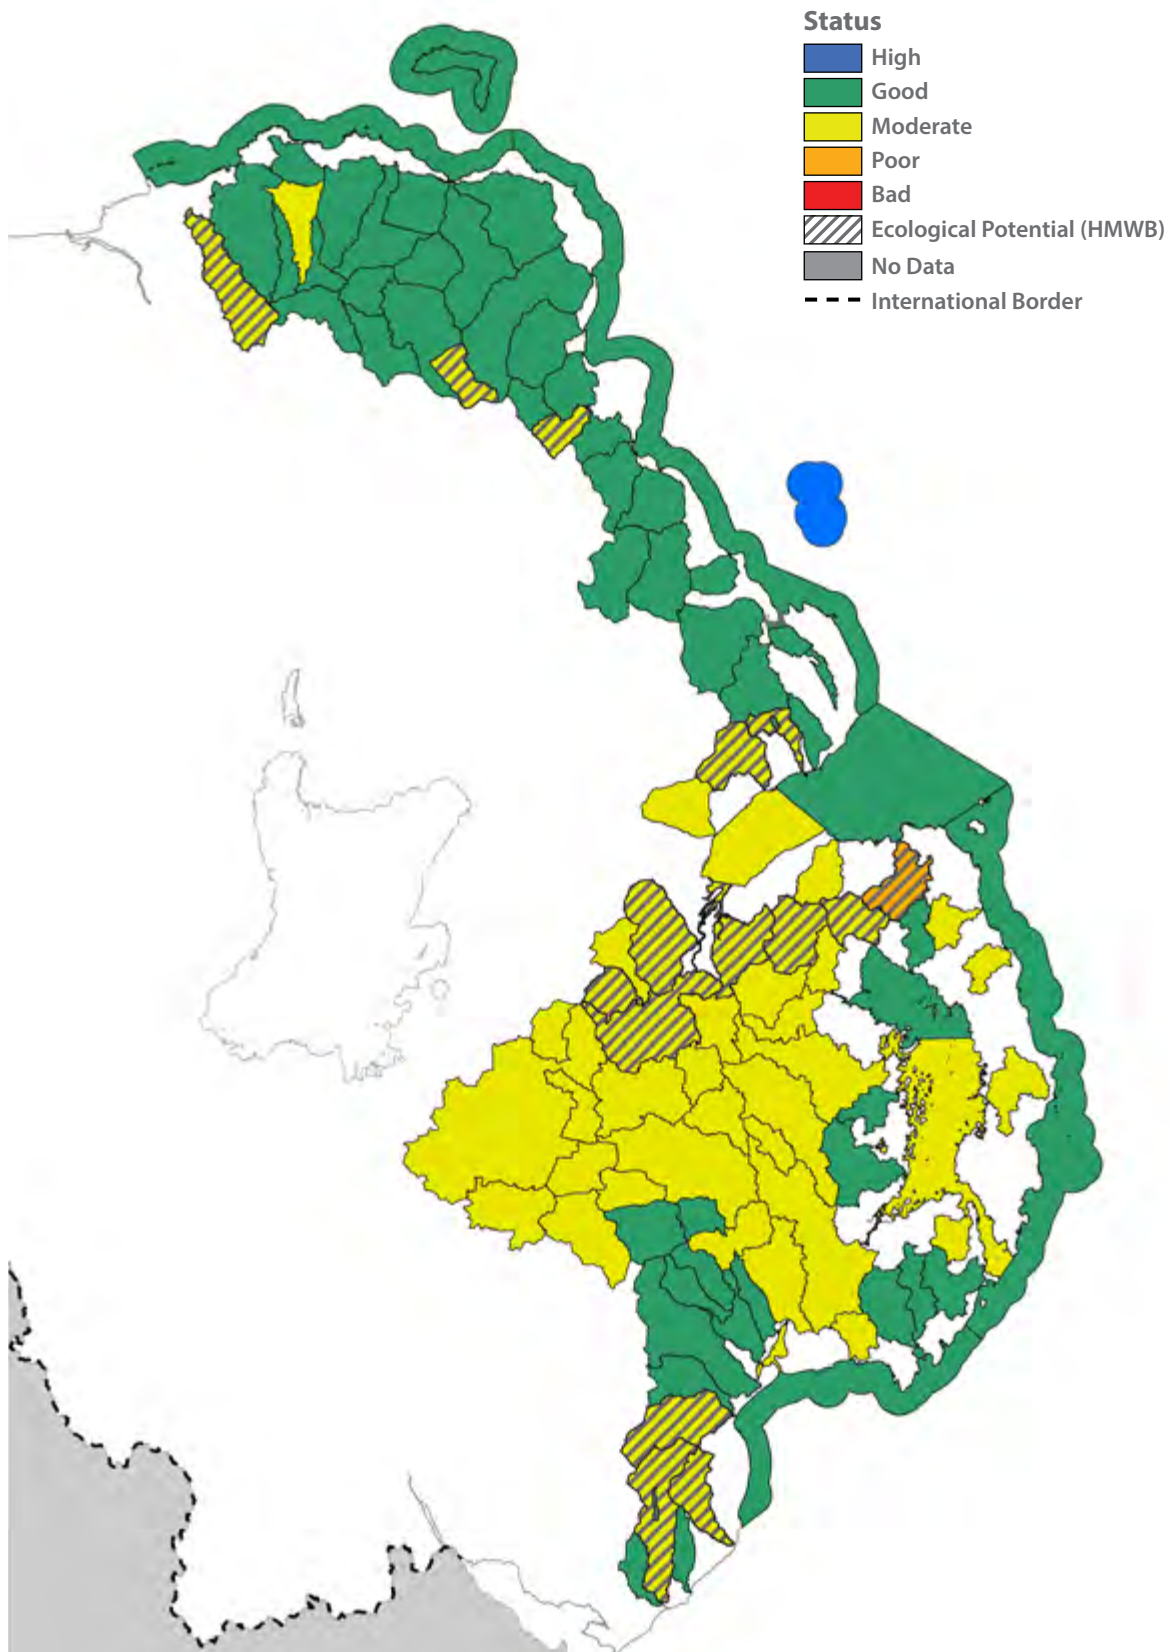 Status
High
Good
Moderate
Poor
Bad
Ecological Potential (HMWB)
No Data
International Border